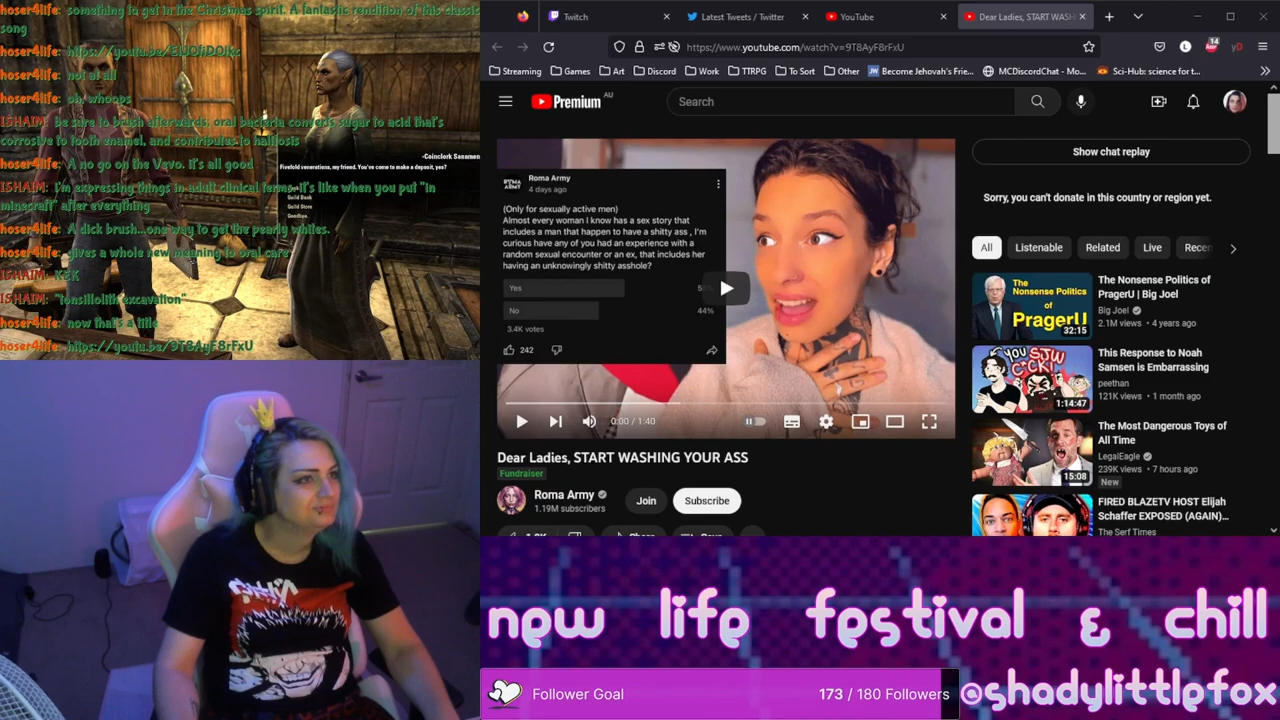 hoser4life: something to get in the Christmas spirit. A fantastic rendition of this classic
song
hoser4life:
hoser4life: not at all
hoser4life: oh, whoops
ISHAIM: be sure to brush afterwards, oral bacteria converts sugar to acid that's
corrosive to tooth enamel, and contributes to halitosis
hoser4life: A no go on the Vevo. it's all good
ISHAIM: I'm expressing things in adult clinical terms. it's like when you put "in
minecraft" after everything
hoser4life: A dick brush...one way to get the pearly whites.
hoser4life: gives a whole new meaning to oral care
ISHAIM: KEK
ISHAIM: "tonsillolith excavation"
hoser4life: now that's a title
hoser4life: https://youtu.be/9T8AyF8rFxU
-Coinclerk Sanamen-
Fivefold venerations, my friend. You've come to make a deposit, yes?
Guild Bank
Guild Store
Goodbye.
Twitch
Latest Tweets / Twitter
YouTube
Dear Ladies, START WASH
https://www.youtube.com/watch?v=9T8AyF8rFxU
14
Streaming
Games
Art
Discord
Work
TTRPG
To Sort
Other
Become Jehovah's Frie...
MCDiscordChat - Mo...
Sci-Hub: science for t...
Premium AU
Search
Roma Army
4 days ago
(Only for sexually active men)
Almost every woman I know has a sex story that
includes a man that happen to have a shitty ass , I'm
curious have any of you had an experience with a
random sexual encounter or an ex, that includes her
having an unknowingly shitty asshole?
Yes
No
44%
3.4K votes
242
0:00 / 1:40
Dear Ladies, START WASHING YOUR ASS
Fundraiser
Roma Army
1.19M subscribers
Join
Subscribe
Show chat replay
Sorry, you can't donate in this country or region yet.
All
Listenable
Related
Live
Recen
The Nonsense Politics of PragerU
32:15
The Nonsense Politics of
PragerU | Big Joel
Big Joel
2.1M views • 4 years ago
YOU SJW
C*CK!
1:14:47
This Response to Noah
Samsen is Embarrassing
peethan
121K views • 1 month ago
15:08
The Most Dangerous Toys of
All Time
LegalEagle
239K views • 7 hours ago
New
FIRED BLAZETV HOST Elijah
Schaffer EXPOSED (AGAIN)...
The Serf Times
new life festival & chill
Follower Goal
173 / 180 Followers
@shadylittlefox